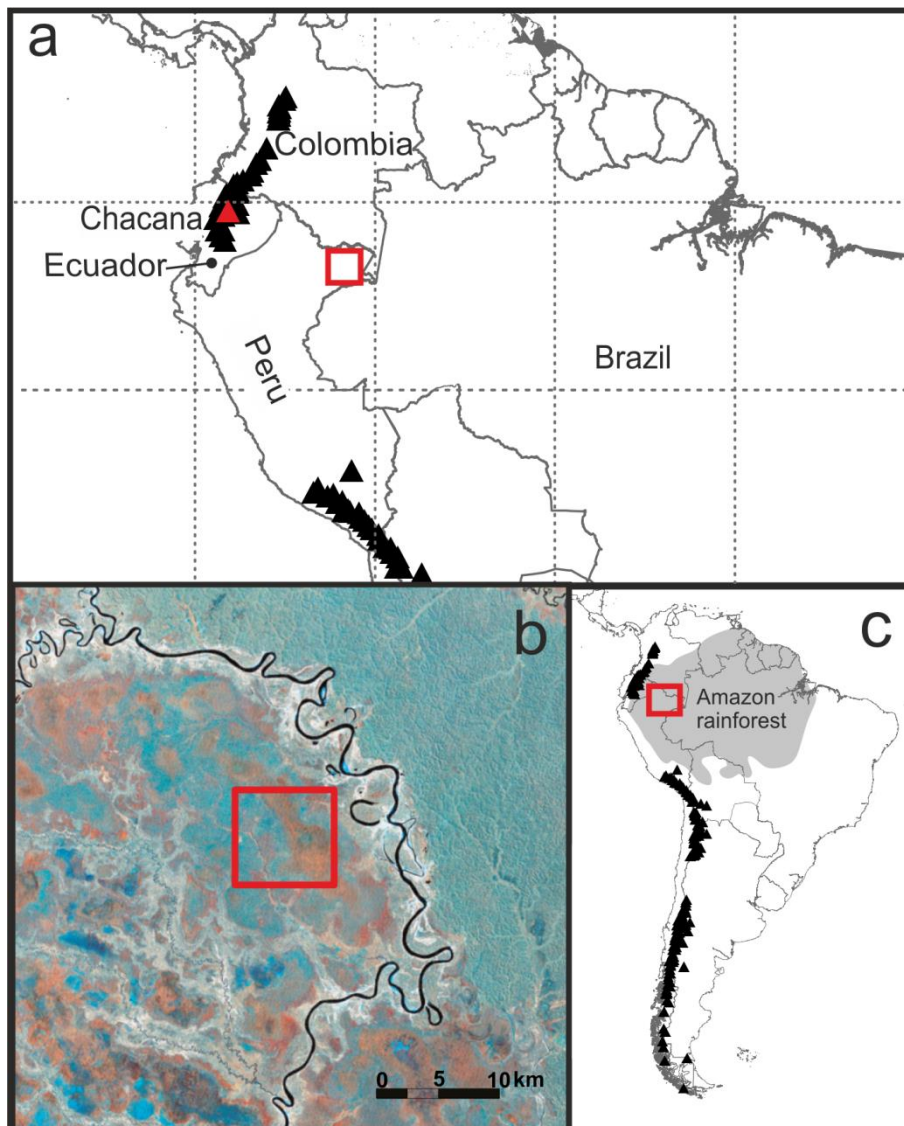 a
Colombia
Chacana
Ecuador
Peru
Brazil
b
0 5 10 km
c
Amazon
rainforest